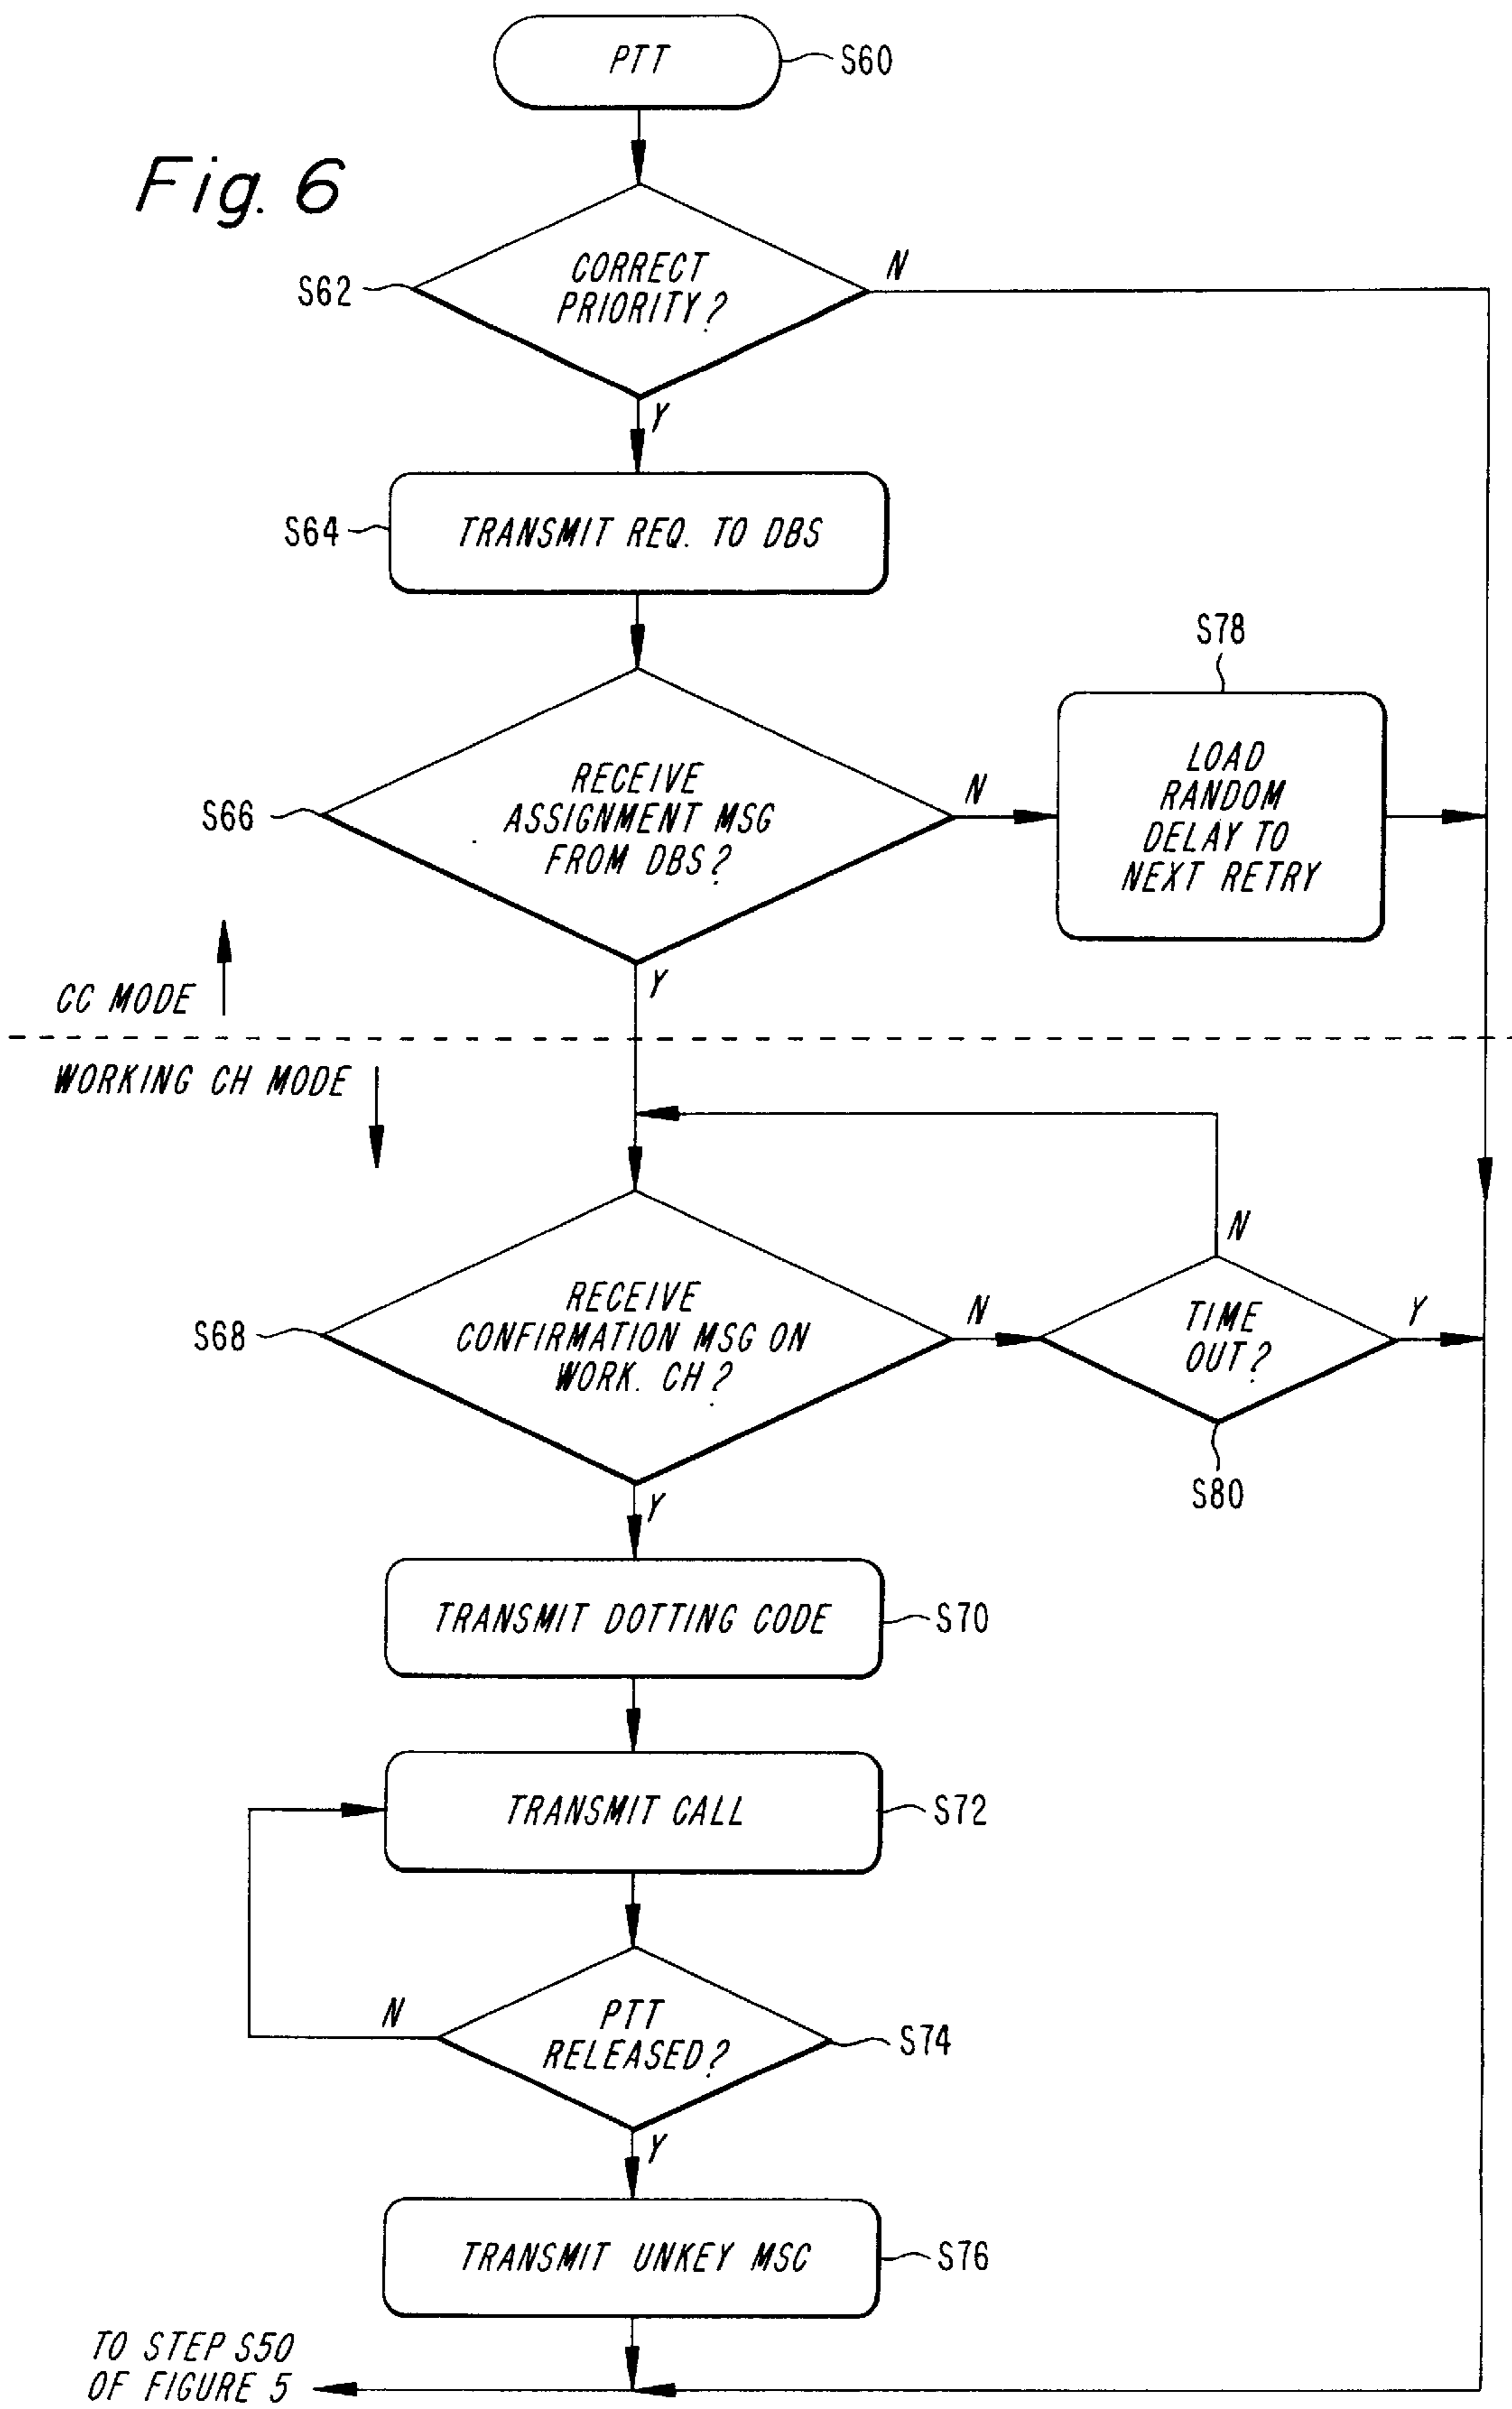 PTT
S60
Fig. 6
CORRECT
PRIORITY?
N
S62
Y
S64
TRANSMIT REQ. TO DBS
S78
LOAD
RANDOM
DELAY TO
NEXT RETRY
RECEIVE
ASSIGNMENT MSG
FROM DBS?
N
S66
Y
CC MODE
WORKING CH MODE
N
RECEIVE
CONFIRMATION MSG ON
WORK. CH?
N
TIME
OUT?
Y
S68
S80
Y
TRANSMIT DOTTING CODE
S70
TRANSMIT CALL
S72
N
PTT
RELEASED?
S74
Y
TRANSMIT UNKEY MSC
S76
TO STEP S50
OF FIGURE 5